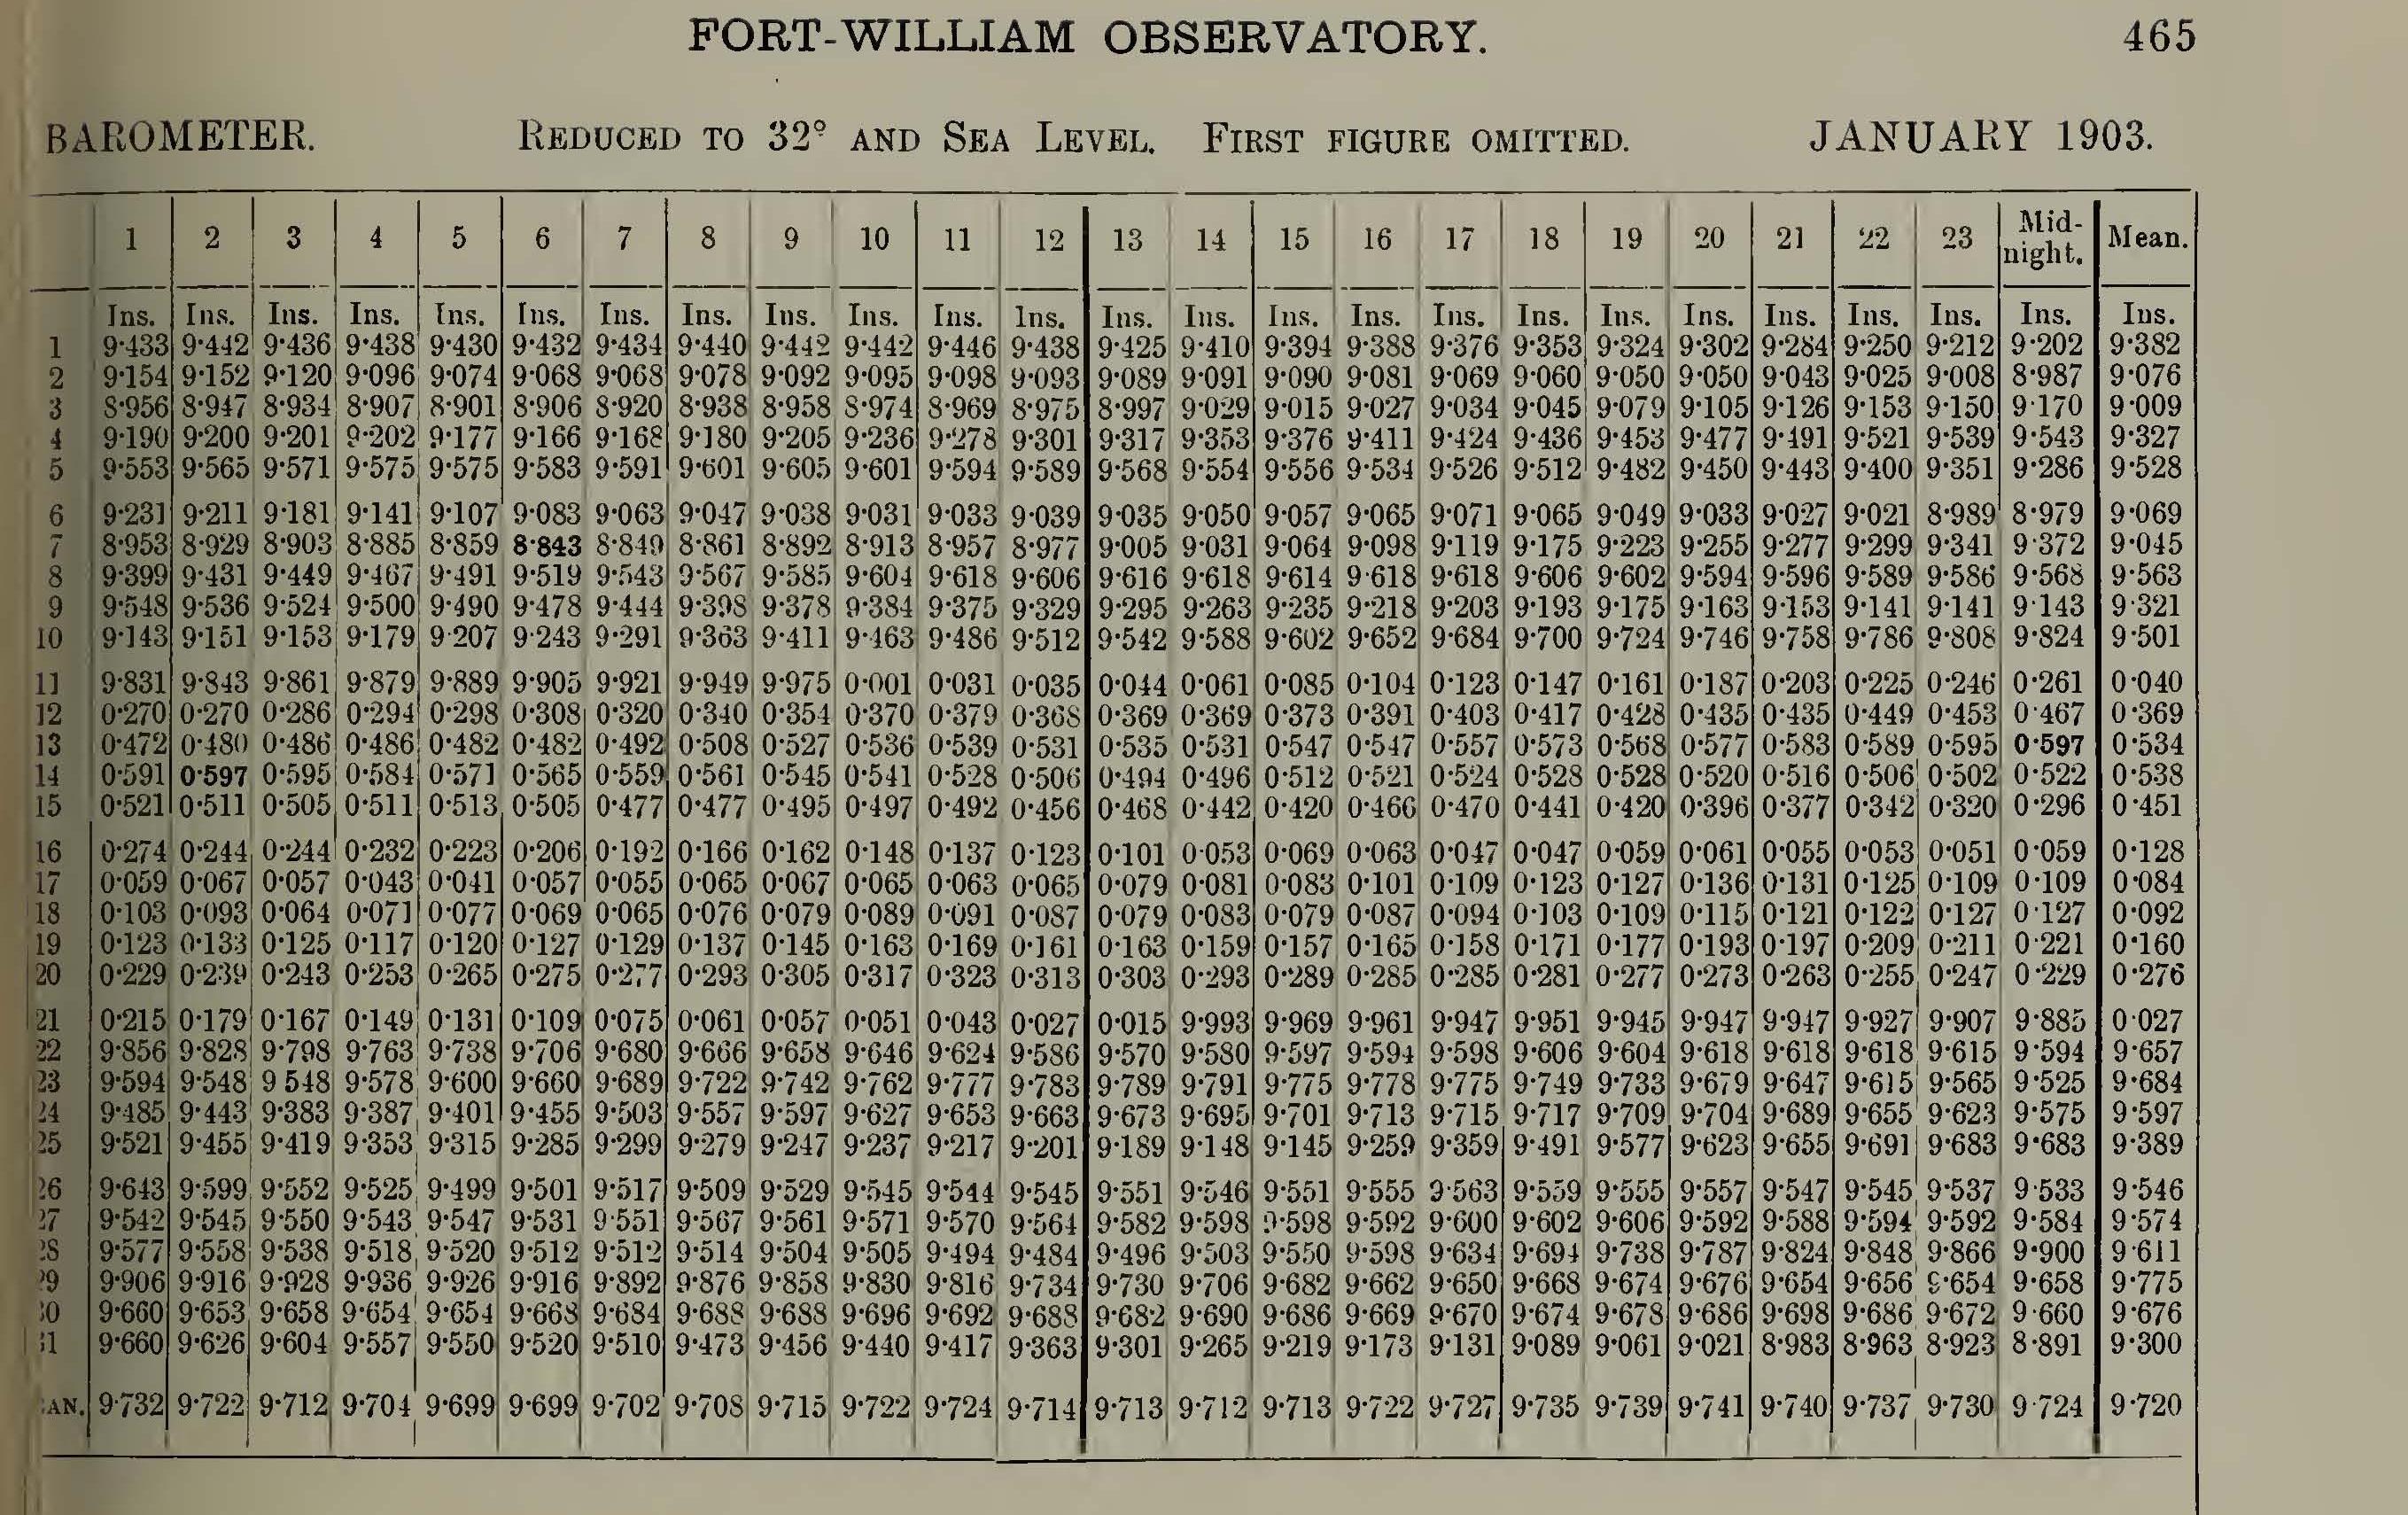 FORT-WILLIAM OBSERVATORY. 465
BAROMETER. REDUCED TO 32° AND SEA LEVEL. FIRST FIGURE OMITTED. JANUARY 1903.
1 2 3 4 5 6 7 8 9 10 11 12 13 14 15 16 17 18 19 20 21 22 23 Mid-night. Mean.
Ins. Ins. Ins. Ins. Ins. Ins. Ins. Ins. Ins. Ins. Ins. Ins. Ins. Ins. Ins. Ins. Ins. Ins. Ins. Ins. Ins. Ins. Ins. Ins. Ins.
1 9·433 9·442 9·436 9·438 9·430 9·432 9·434 9·440 9·442 9·442 9·446 9·438 9·425 9·410 9·394 9·388 9·376 9·353 9·324 9·302 9·284 9·250 9·212 9·202 9·382
2 9·154 9·152 9·120 9·096 9·074 9·068 9·068 9·078 9·092 9·095 9·098 9·093 9·089 9·091 9·090 9·081 9·069 9·060 9·050 9·050 9·043 9·025 9·008 8·987 9·076
3 8·956 8·947 8·934 8·907 8·901 8·906 8·920 8·938 8·958 8·974 8·969 8·975 8·997 9·029 9·015 9·027 9·034 9·045 9·079 9·105 9·126 9·153 9·150 9·170 9·009
4 9·190 9·200 9·201 9·202 9·177 9·166 9·168 9·180 9·205 9·236 9·278 9·301 9·317 9·353 9·376 9·411 9·424 9·436 9·453 9·477 9·491 9·521 9·539 9·543 9·327
5 9·553 9·565 9·571 9·575 9·575 9·583 9·591 9·601 9·605 9·601 9·594 9·589 9·568 9·554 9·556 9·534 9·526 9·512 9·482 9·450 9·443 9·400 9·351 9·286 9·528
6 9·231 9·211 9·181 9·141 9·107 9·083 9·063 9·047 9·038 9·031 9·033 9·039 9·035 9·050 9·057 9·065 9·071 9·065 9·049 9·033 9·027 9·021 8·989 8·979 9·069
7 8·953 8·929 8·903 8·885 8·859 8·843 8·849 8·861 8·892 8·913 8·957 8·977 9·005 9·031 9·064 9·098 9·119 9·175 9·223 9·255 9·277 9·299 9·341 9·372 9·045
8 9·399 9·431 9·449 9·467 9·491 9·519 9·543 9·567 9·585 9·604 9·618 9·606 9·616 9·618 9·614 9·618 9·618 9·606 9·602 9·594 9·596 9·589 9·586 9·568 9·563
9 9·548 9·536 9·524 9·500 9·490 9·478 9·444 9·398 9·378 9·384 9·375 9·329 9·295 9·263 9·235 9·218 9·203 9·193 9·175 9·163 9·153 9·141 9·141 9·143 9·321
10 9·143 9·151 9·153 9·179 9·207 9·243 9·291 9·363 9·411 9·463 9·486 9·512 9·542 9·588 9·602 9·652 9·684 9·700 9·724 9·746 9·758 9·786 9·808 9·824 9·501
11 9·831 9·843 9·861 9·879 9·889 9·905 9·921 9·949 9·975 0·001 0·031 0·035 0·044 0·061 0·085 0·104 0·123 0·147 0·161 0·187 0·203 0·225 0·246 0·261 0·040
12 0·270 0·270 0·286 0·294 0·298 0·308 0·320 0·340 0·354 0·370 0·379 0·368 0·369 0·369 0·373 0·391 0·403 0·417 0·428 0·435 0·435 0·449 0·453 0·467 0·369
13 0·472 0·480 0·486 0·486 0·482 0·482 0·492 0·508 0·527 0·536 0·539 0·531 0·535 0·531 0·547 0·547 0·557 0·573 0·568 0·577 0·583 0·589 0·595 0·597 0·534
14 0·591 0·597 0·595 0·584 0·571 0·565 0·559 0·561 0·545 0·541 0·528 0·506 0·494 0·496 0·512 0·521 0·524 0·528 0·528 0·520 0·516 0·506 0·502 0·522 0·538
15 0·521 0·511 0·505 0·511 0·513 0·505 0·477 0·477 0·495 0·497 0·492 0·456 0·468 0·442 0·420 0·466 0·470 0·441 0·420 0·396 0·377 0·342 0·320 0·296 0·451
16 0·274 0·244 0·244 0·232 0·223 0·206 0·192 0·166 0·162 0·148 0·137 0·123 0·101 0·053 0·069 0·063 0·047 0·047 0·059 0·061 0·055 0·053 0·051 0·059 0·128
17 0·059 0·067 0·057 0·043 0·041 0·057 0·055 0·065 0·067 0·065 0·063 0·065 0·079 0·081 0·083 0·101 0·109 0·123 0·127 0·136 0·131 0·125 0·109 0·109 0·084
18 0·103 0·093 0·064 0·071 0·077 0·069 0·065 0·076 0·079 0·089 0·091 0·087 0·079 0·083 0·079 0·087 0·094 0·103 0·109 0·115 0·121 0·122 0·127 0·127 0·092
19 0·123 0·133 0·125 0·117 0·120 0·127 0·129 0·137 0·145 0·163 0·169 0·161 0·163 0·159 0·157 0·165 0·158 0·171 0·177 0·193 0·197 0·209 0·211 0·221 0·160
20 0·229 0·239 0·243 0·253 0·265 0·275 0·277 0·293 0·305 0·317 0·323 0·313 0·303 0·293 0·289 0·285 0·285 0·281 0·277 0·273 0·263 0·255 0·247 0·229 0·276
21 0·215 0·179 0·167 0·149 0·131 0·109 0·075 0·061 0·057 0·051 0·043 0·027 0·015 9·993 9·969 9·961 9·947 9·951 9·945 9·947 9·947 9·927 9·907 9·885 0·027
22 9·856 9·828 9·798 9·763 9·738 9·706 9·680 9·666 9·658 9·646 9·624 9·586 9·570 9·580 9·597 9·594 9·598 9·606 9·604 9·618 9·618 9·618 9·615 9·594 9·657
23 9·594 9·548 9 548 9·578 9·600 9·660 9·689 9·722 9·742 9·762 9·777 9·783 9·789 9·791 9·775 9·778 9·775 9·749 9·733 9·679 9·647 9·615 9·565 9·525 9·684
24 9·485 9·443 9·383 9·387 9·401 9·455 9·503 9·557 9·597 9·627 9·653 9·663 9·673 9·695 9·701 9·713 9·715 9·717 9·709 9·704 9·689 9·655 9·623 9·575 9·597
25 9·521 9·455 9·419 9·353 9·315 9·285 9·299 9·279 9·247 9·237 9·217 9·201 9·189 9·148 9·145 9·259 9·359 9·491 9·577 9·623 9·655 9·691 9·683 9·683 9·389
26 9·643 9·599 9·552 9·525 9·499 9·501 9·517 9·509 9·529 9·545 9·544 9·545 9·551 9·546 9·551 9·555 9·563 9·559 9·555 9·557 9·547 9·545 9·537 9·533 9·546
27 9·542 9·545 9·550 9·543 9·547 9·531 9·551 9·567 9·561 9·571 9·570 9·564 9·582 9·598 9·598 9·592 9·600 9·602 9·606 9·592 9·588 9·594 9·592 9·584 9·574
28 9·577 9·558 9·538 9·518 9·520 9·512 9·512 9·514 9·504 9·505 9·494 9·484 9·496 9·503 9·550 9·598 9·634 9·694 9·738 9·787 9·824 9·848 9·866 9·900 9·611
29 9·906 9·916 9·928 9·936 9·926 9·916 9·892 9·876 9·858 9·830 9·816 9·734 9·730 9·706 9·682 9·662 9·650 9·668 9·674 9·676 9·654 9·656 9·654 9·658 9·775
30 9·660 9·653 9·658 9·654 9·654 9·668 9·684 9·688 9·688 9·696 9·692 9·688 9·682 9·690 9·686 9·669 9·670 9·674 9·678 9·686 9·698 9·686 9·672 9·660 9·676
31 9·660 9·626 9·604 9·557 9·550 9·520 9·510 9·473 9·456 9·440 9·417 9·363 9·301 9·265 9·219 9·173 9·131 9·089 9·061 9·021 8·983 8·963 8·923 8·891 9·300
AN. 9·732 9·722 9·712 9·704 9·699 9·699 9·702 9·708 9·715 9·722 9·724 9·714 9·713 9·712 9·713 9·722 9·727 9·735 9·739 9·741 9·740 9·737 9·730 9·724 9·720